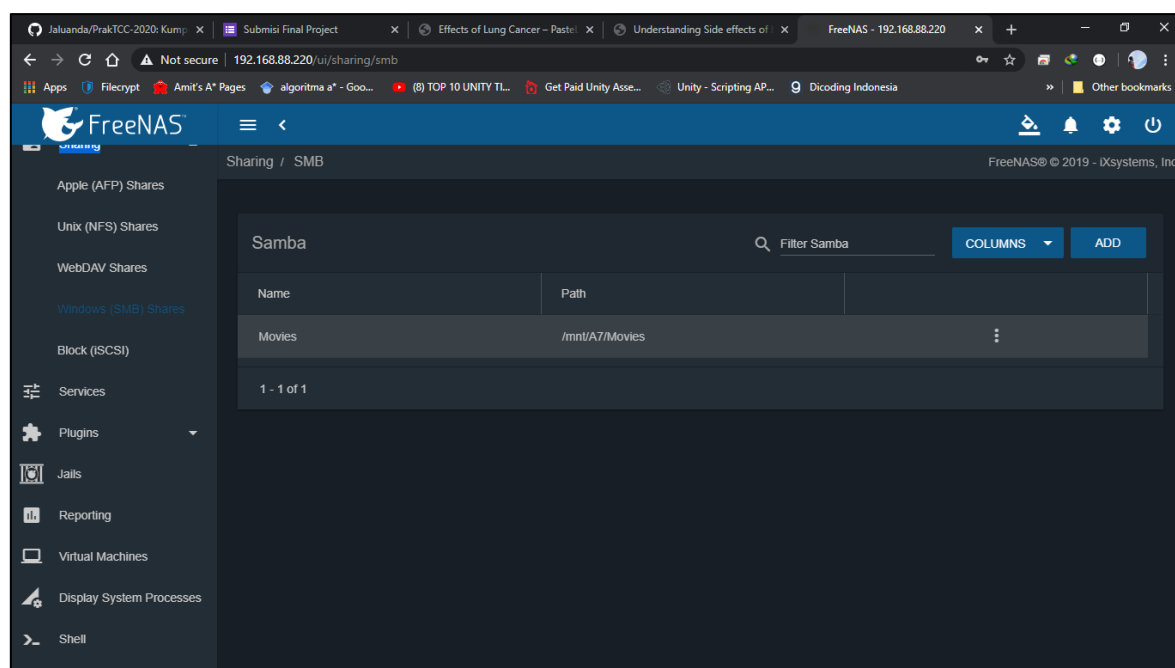 Jaluanda/PrakTCC-2020: Kump
Submisi Final Project
Effects of Lung Cancer – Pastel
Understanding Side effects of
FreeNAS - 192.168.88.220
Not secure | 192.168.88.220/ui/sharing/smb
Apps Filecrypt Amit's A* Pages algoritma a* - Goo... (8) TOP 10 UNITY TI... Get Paid Unity Asse... Unity - Scripting AP... Dicoding Indonesia » Other bookmarks
FreeNAS
Sharing
Sharing / SMB
FreeNAS® © 2019 - iXsystems, Inc
Apple (AFP) Shares
Unix (NFS) Shares
WebDAV Shares
Windows (SMB) Shares
Block (iSCSI)
Services
Plugins
Jails
Reporting
Virtual Machines
Display System Processes
Shell
Samba
Filter Samba
COLUMNS
ADD
Name Path
Movies /mnt/A7/Movies
1 - 1 of 1